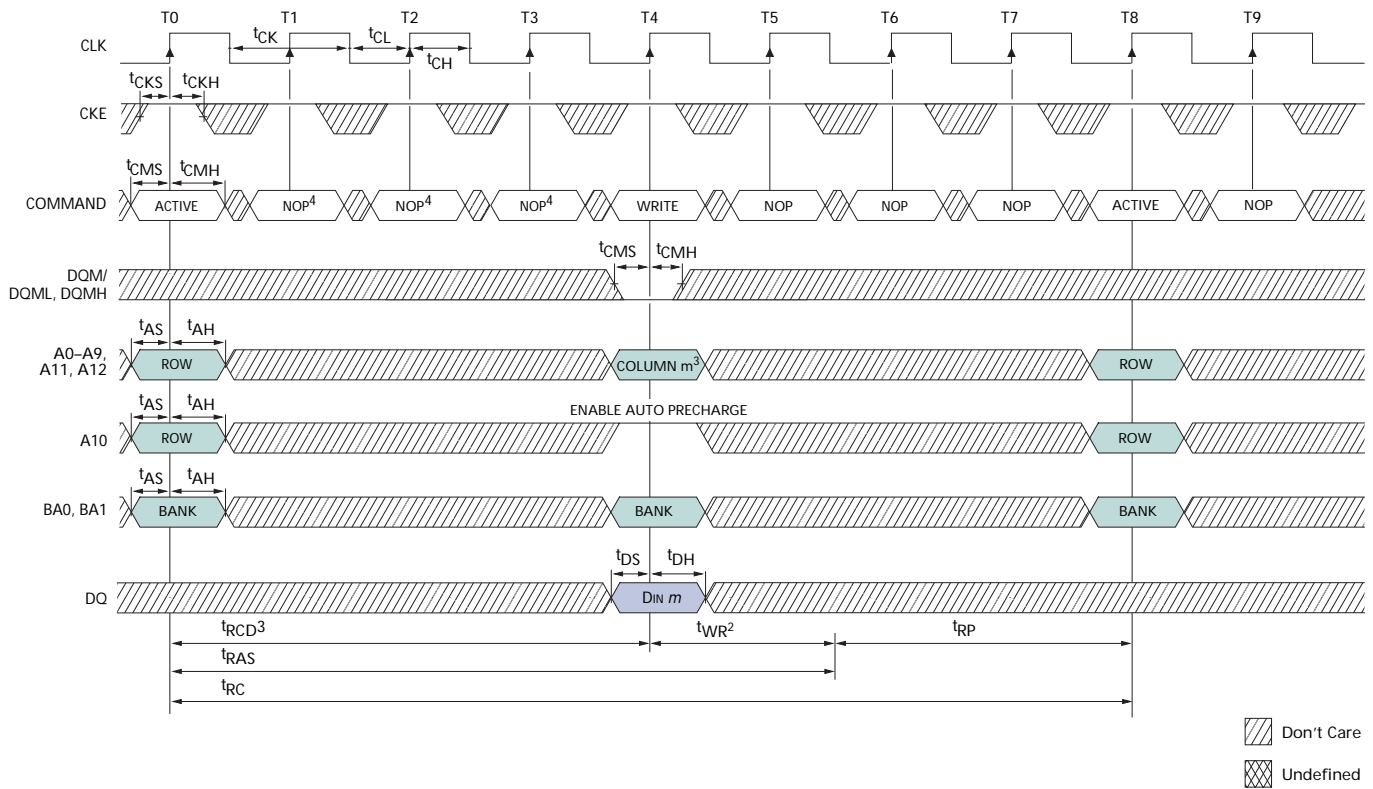 T0 T1 T2 T3 T4 T5 T6 T7 T8 T9
CLK
tCK tCL
tCH
tCKS tCKH
CKE
tCMS tCMH
COMMAND ACTIVE NOP4 NOP4 NOP4 WRITE NOP NOP NOP ACTIVE NOP
tCMS tCMH
DQM/
DQML, DQMH
tAS tAH
A0–A9,
A11, A12
ROW COLUMN m3 ROW
tAS tAH
ENABLE AUTO PRECHARGE
A10 ROW ROW
tAS tAH
BA0, BA1 BANK BANK BANK
tDS tDH
DQ DIN m
tRCD3 tWR2 tRP
tRAS
tRC
Don't Care
Undefined